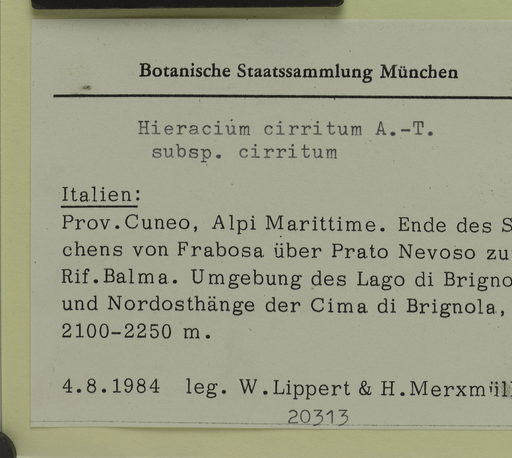 Botanische Staatssammlung München
Hieracium cirritum A.-T.
subsp. cirritum
Italien:
Prov.Cuneo, Alpi Marittime. Ende des S
chens von Frabosa über Prato Nevoso zu
Rif.Balma. Umgebung des Lago di Brigno
und Nordosthänge der Cima di Brignola,
2100-2250 m.
4.8.1984 leg. W.Lippert & H.Merxmüll
20313